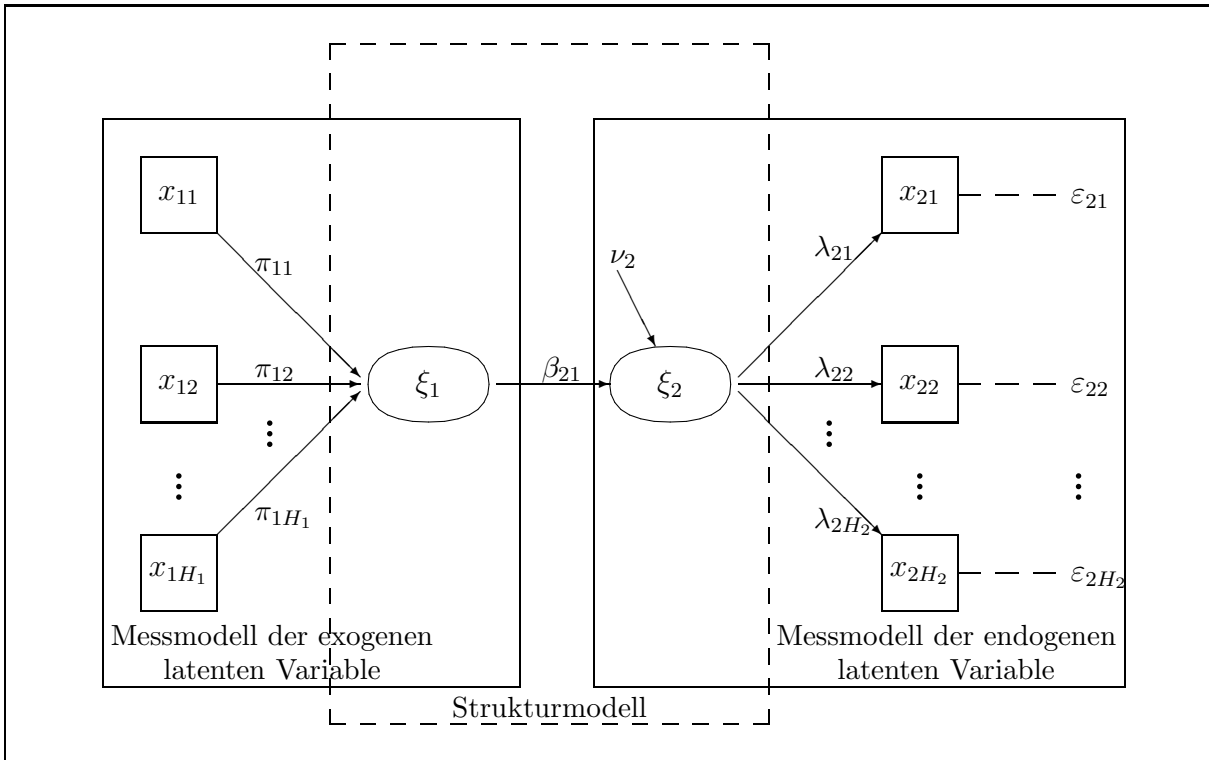 x₁₁
x₂₁
ε₂₁
π₁₁
ν₂
λ₂₁
x₁₂
π₁₂
ξ₁
β₂₁
ξ₂
λ₂₂
x₂₂
ε₂₂
π₁H₁
λ₂H₂
x₁H₁
x₂H₂
ε₂H₂
Messmodell der exogenen
latenten Variable
Messmodell der endogenen
latenten Variable
Strukturmodell